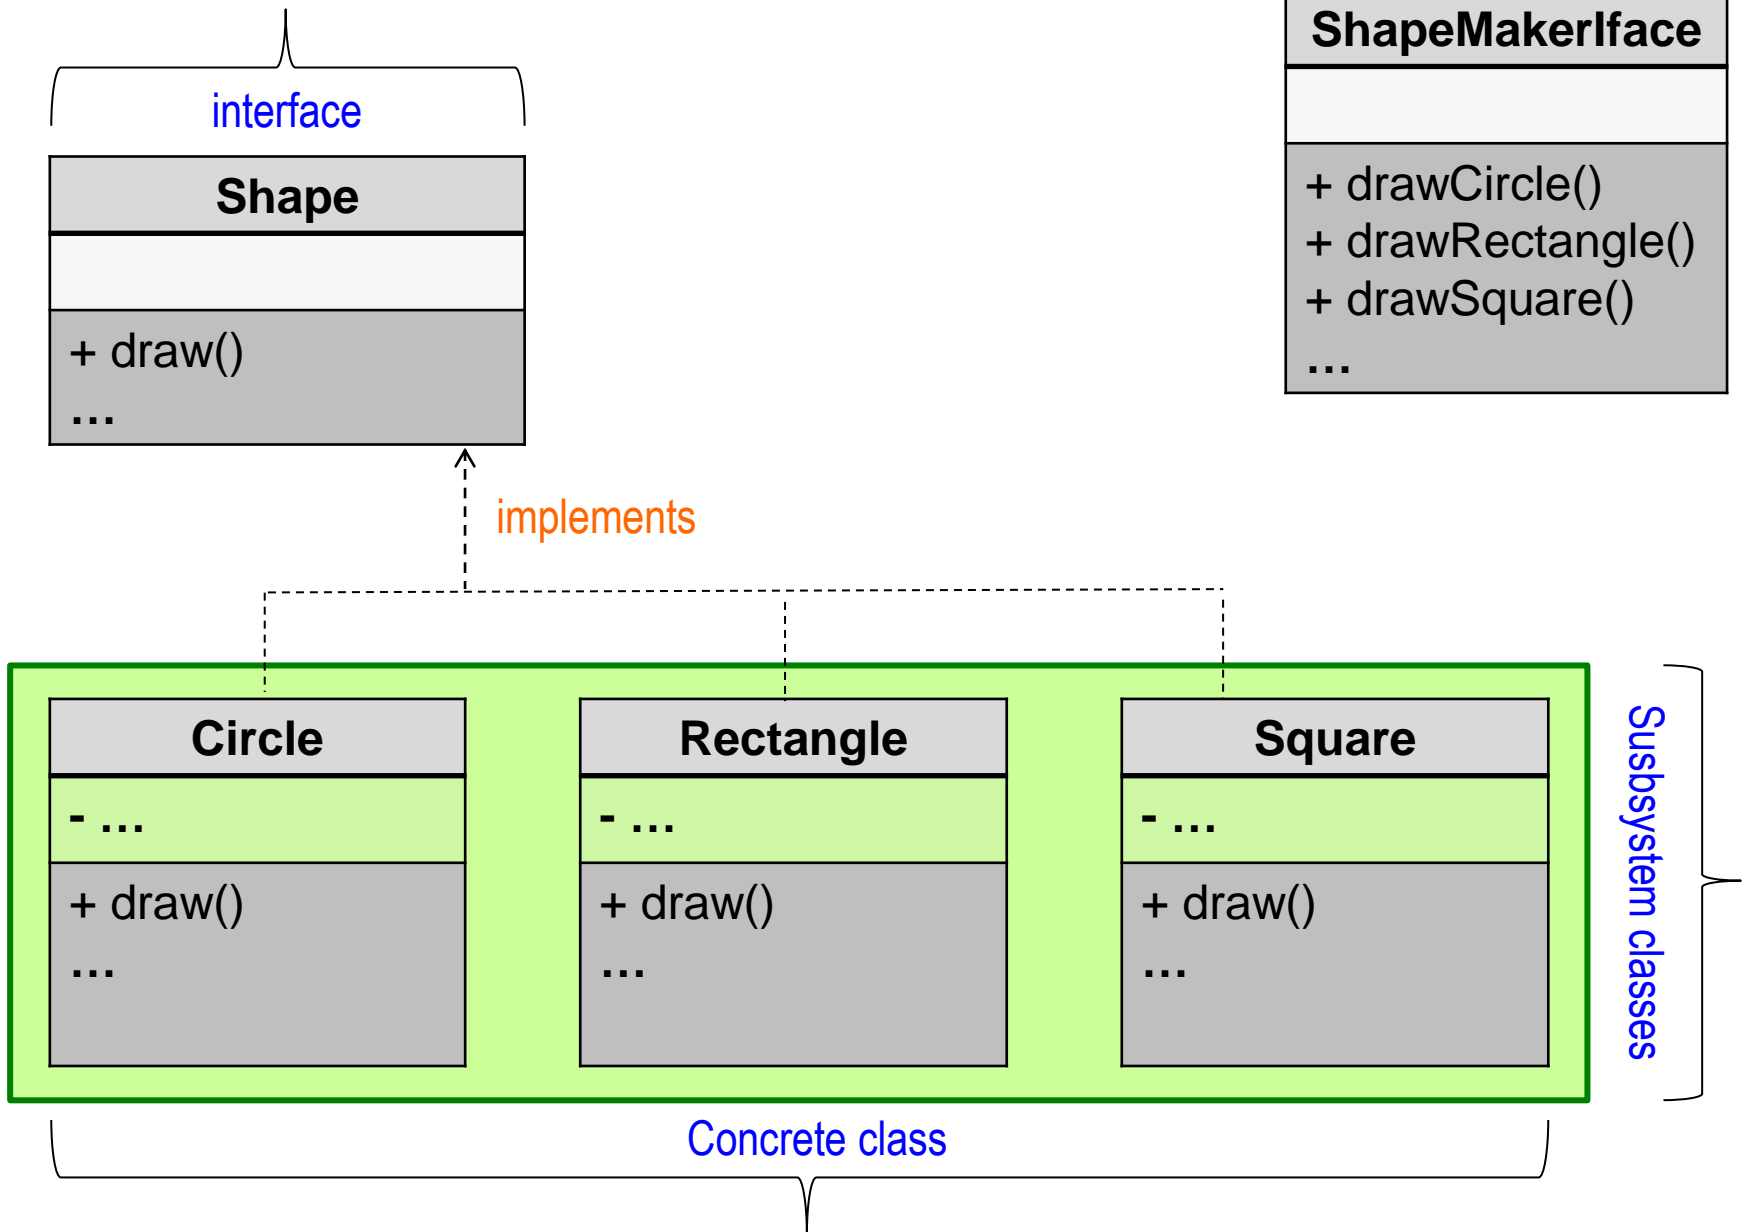 interface
Shape
+ draw()
...
ShapeMakerIface
+ drawCircle()
+ drawRectangle()
+ drawSquare()
...
implements
Circle
- ...
+ draw()
...
Rectangle
- ...
+ draw()
...
Square
- ...
+ draw()
...
Susbsystem classes
Concrete class